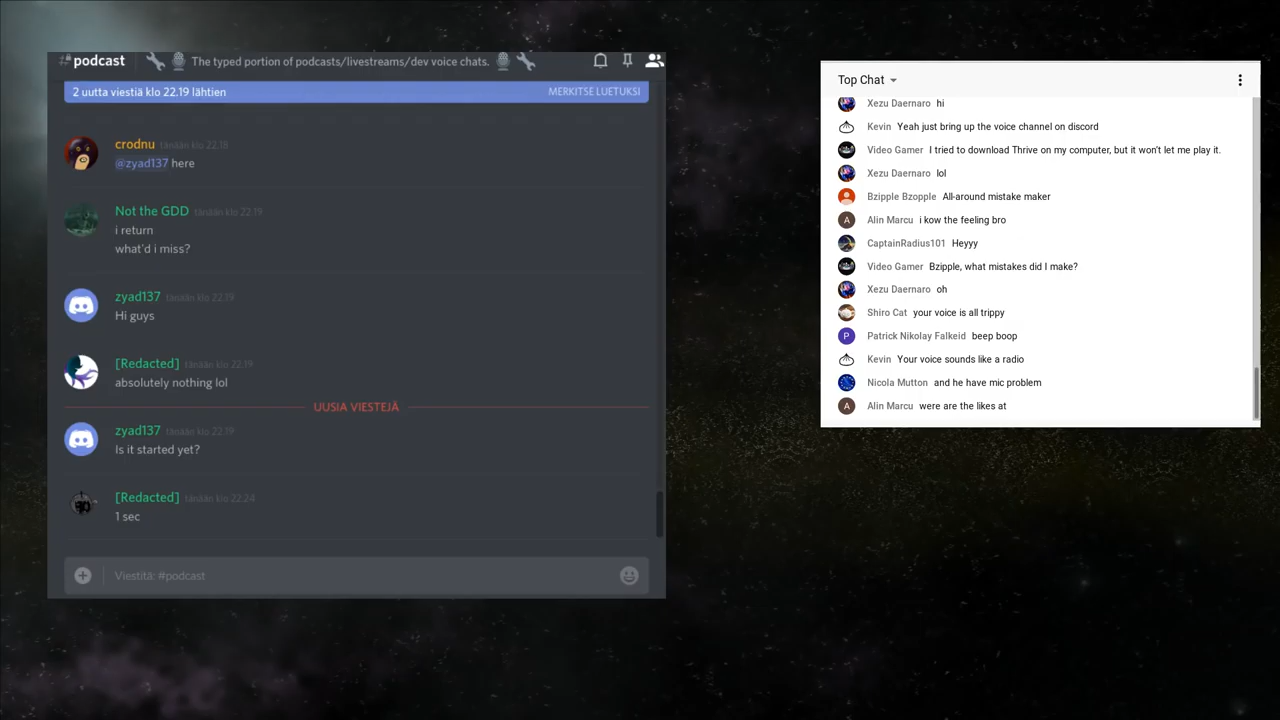 #podcast
The typed portion of podcasts/livestreams/dev voice chats.
2 uutta viestiä klo 22.19 lähtien MERKITSE LUETUKSI
crodnu tänään klo 22.18
@zyad137 here
Not the GDD tänään klo 22.19
i return
what'd i miss?
zyad137 tänään klo 22.19
Hi guys
[Redacted] tänään klo 22.19
absolutely nothing lol
UUSIA VIESTEJÄ
zyad137 tänään klo 22.19
Is it started yet?
[Redacted] tänään klo 22.24
1 sec
Viestitä: #podcast
Top Chat
Xezu Daernaro hi
Kevin Yeah just bring up the voice channel on discord
Video Gamer I tried to download Thrive on my computer, but it won't let me play it.
Xezu Daernaro lol
Bzipple Bzopple All-around mistake maker
A Alin Marcu i kow the feeling bro
CaptainRadius101 Heyyy
Video Gamer Bzipple, what mistakes did I make?
Xezu Daernaro oh
Shiro Cat your voice is all trippy
P Patrick Nikolay Falkeid beep boop
Kevin Your voice sounds like a radio
Nicola Mutton and he have mic problem
A Alin Marcu were are the likes at